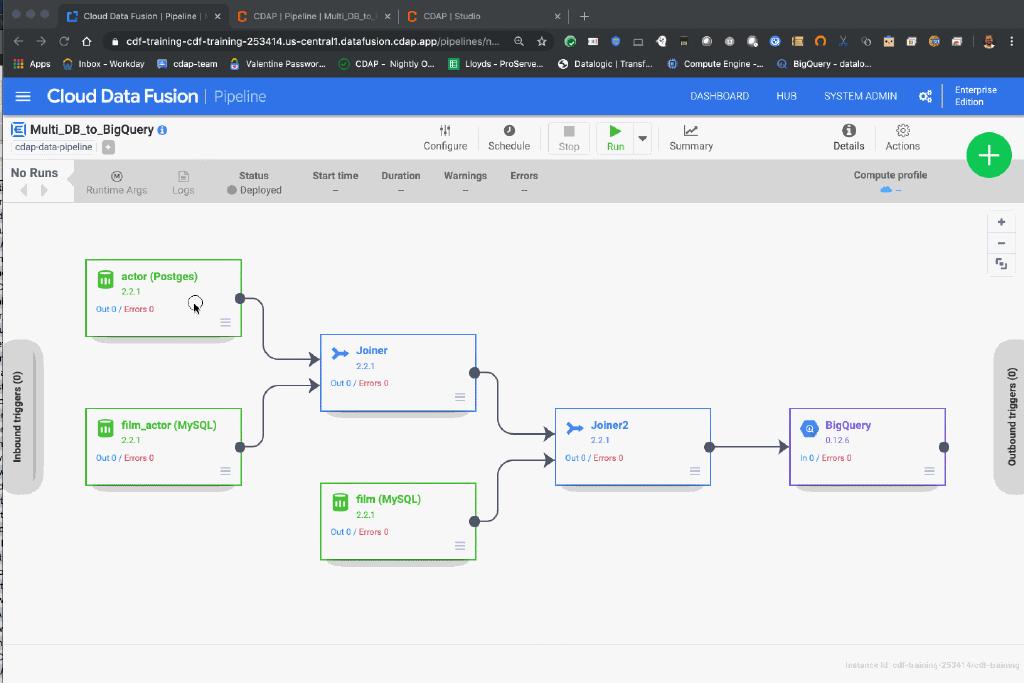 Cloud Data Fusion | Pipeline |
CDAP | Pipeline | Multi_DB_to_
CDAP | Studio
cdf-training-cdf-training-253414.us-central1.datafusion.cdap.app/pipelines/n...
Apps
Inbox - Workday
cdap-team
Valentine Passwor...
CDAP - Nightly O...
Lloyds - ProServe...
Datalogic | Transf...
Compute Engine -...
BigQuery - datalo...
Cloud Data Fusion | Pipeline
DASHBOARD
HUB
SYSTEM ADMIN
Enterprise
Edition
Multi_DB_to_BigQuery
cdap-data-pipeline
Configure
Schedule
Stop
Run
Summary
Details
Actions
No Runs
Runtime Args
Logs
Status
Deployed
Start time
--
Duration
--
Warnings
--
Errors
--
Compute profile
--
actor (Postges)
2.2.1
Out 0 / Errors 0
Joiner
2.2.1
Out 0 / Errors 0
film_actor (MySQL)
2.2.1
Out 0 / Errors 0
Joiner2
2.2.1
Out 0 / Errors 0
BigQuery
0.12.6
In 0 / Errors 0
film (MySQL)
2.2.1
Out 0 / Errors 0
Inbound triggers (0)
Outbound triggers (0)
Instance Id: cdf-training-253414/cdf-training